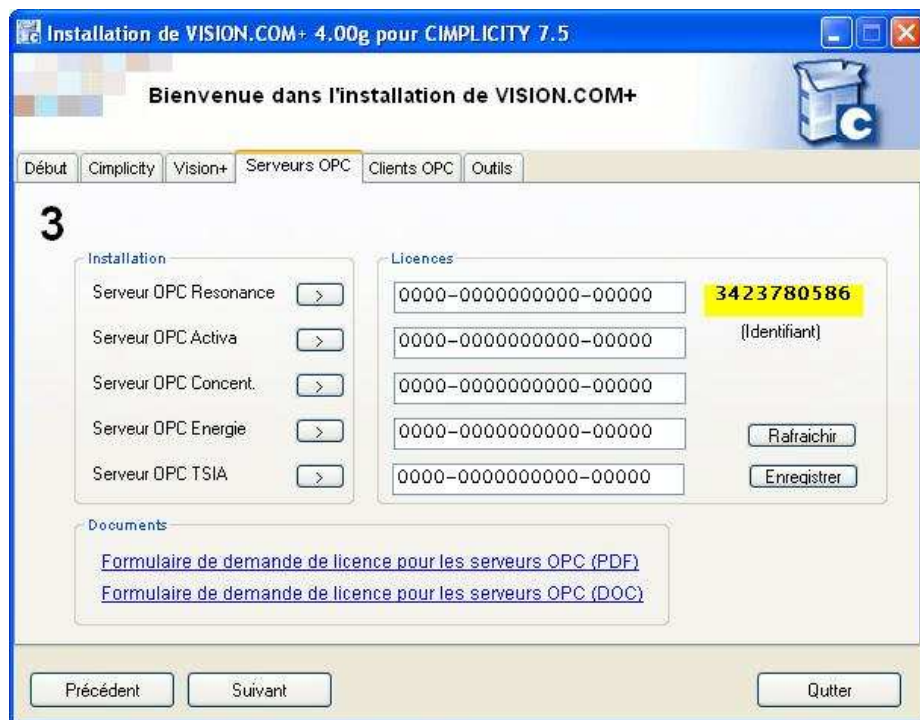 Installation de VISION.COM+ 4.00g pour CIMPLICITY 7.5
Bienvenue dans l'installation de VISION.COM+
Début Cimplicity Vision+ Serveurs OPC Clients OPC Outils
3
Installation
Serveur OPC Resonance >
Serveur OPC Activa >
Serveur OPC Concent. >
Serveur OPC Energie >
Serveur OPC TSIA >
Licences
0000-0000000000-00000
0000-0000000000-00000
0000-0000000000-00000
0000-0000000000-00000
0000-0000000000-00000
3423780586
(Identifiant)
Rafraichir
Enregistrer
Documents
Formulaire de demande de licence pour les serveurs OPC (PDF)
Formulaire de demande de licence pour les serveurs OPC (DOC)
Précédent Suivant Qutter